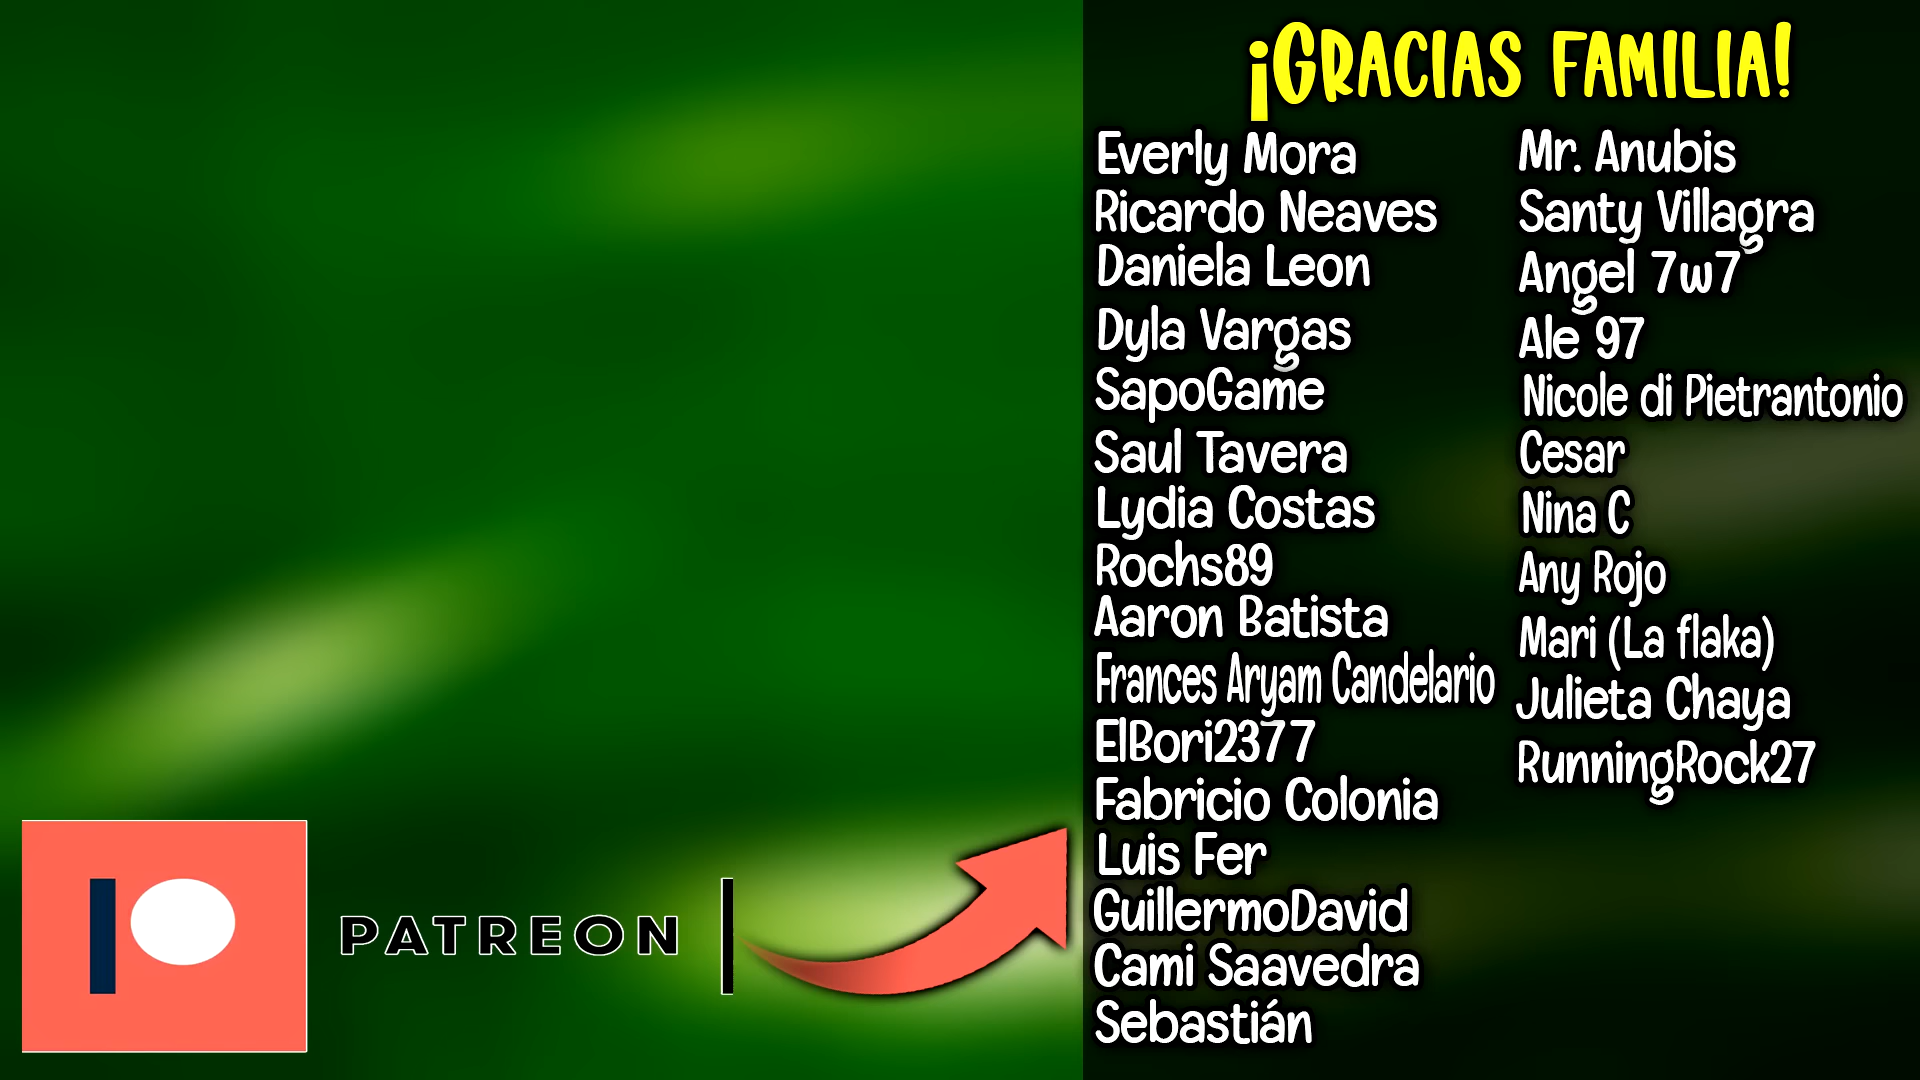 ¡GRACIAS FAMILIA!
Everly Mora
Ricardo Neaves
Daniela Leon
Dyla Vargas
SapoGame
Saul Tavera
Lydia Costas
Rochs89
Aaron Batista
Frances Aryam Candelario
ElBori2377
Fabricio Colonia
Luis Fer
GuillermoDavid
Cami Saavedra
Sebastián
Mr. Anubis
Santy Villagra
Angel 7w7
Ale 97
Nicole di Pietrantonio
Cesar
Nina C
Any Rojo
Mari (La flaka)
Julieta Chaya
RunningRock27
PATREON